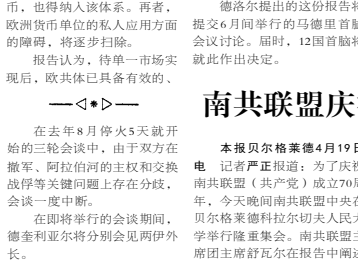 币，也得纳入该体系。再者，
欧洲货币单位的私人应用方面
的障碍，将逐步扫除。
报告认为，待单一市场实
现后，欧共体已具备有效的、
在去年8月停火5天就开
始的三轮会谈中，由于双方在
撤军、阿拉伯河的主权和交换
战俘等关键问题上存在分歧，
会谈一度中断。
在即将举行的会谈期间，
德奎利亚尔将分别会见两伊外
长。
德洛尔提出的这份报告将
提交6月间举行的马德里首脑
会议讨论。届时，12国首脑将
就此作出决定。
南共联盟庆
本报贝尔格莱德4月19日
电 记者严正报道：为了庆祝
南共联盟（共产党）成立70周
年，今天晚间南共联盟中央在
贝尔格莱德科拉尔切夫人民大
学举行隆重集会。南共联盟主
席团主席舒瓦尔在报告中阐述